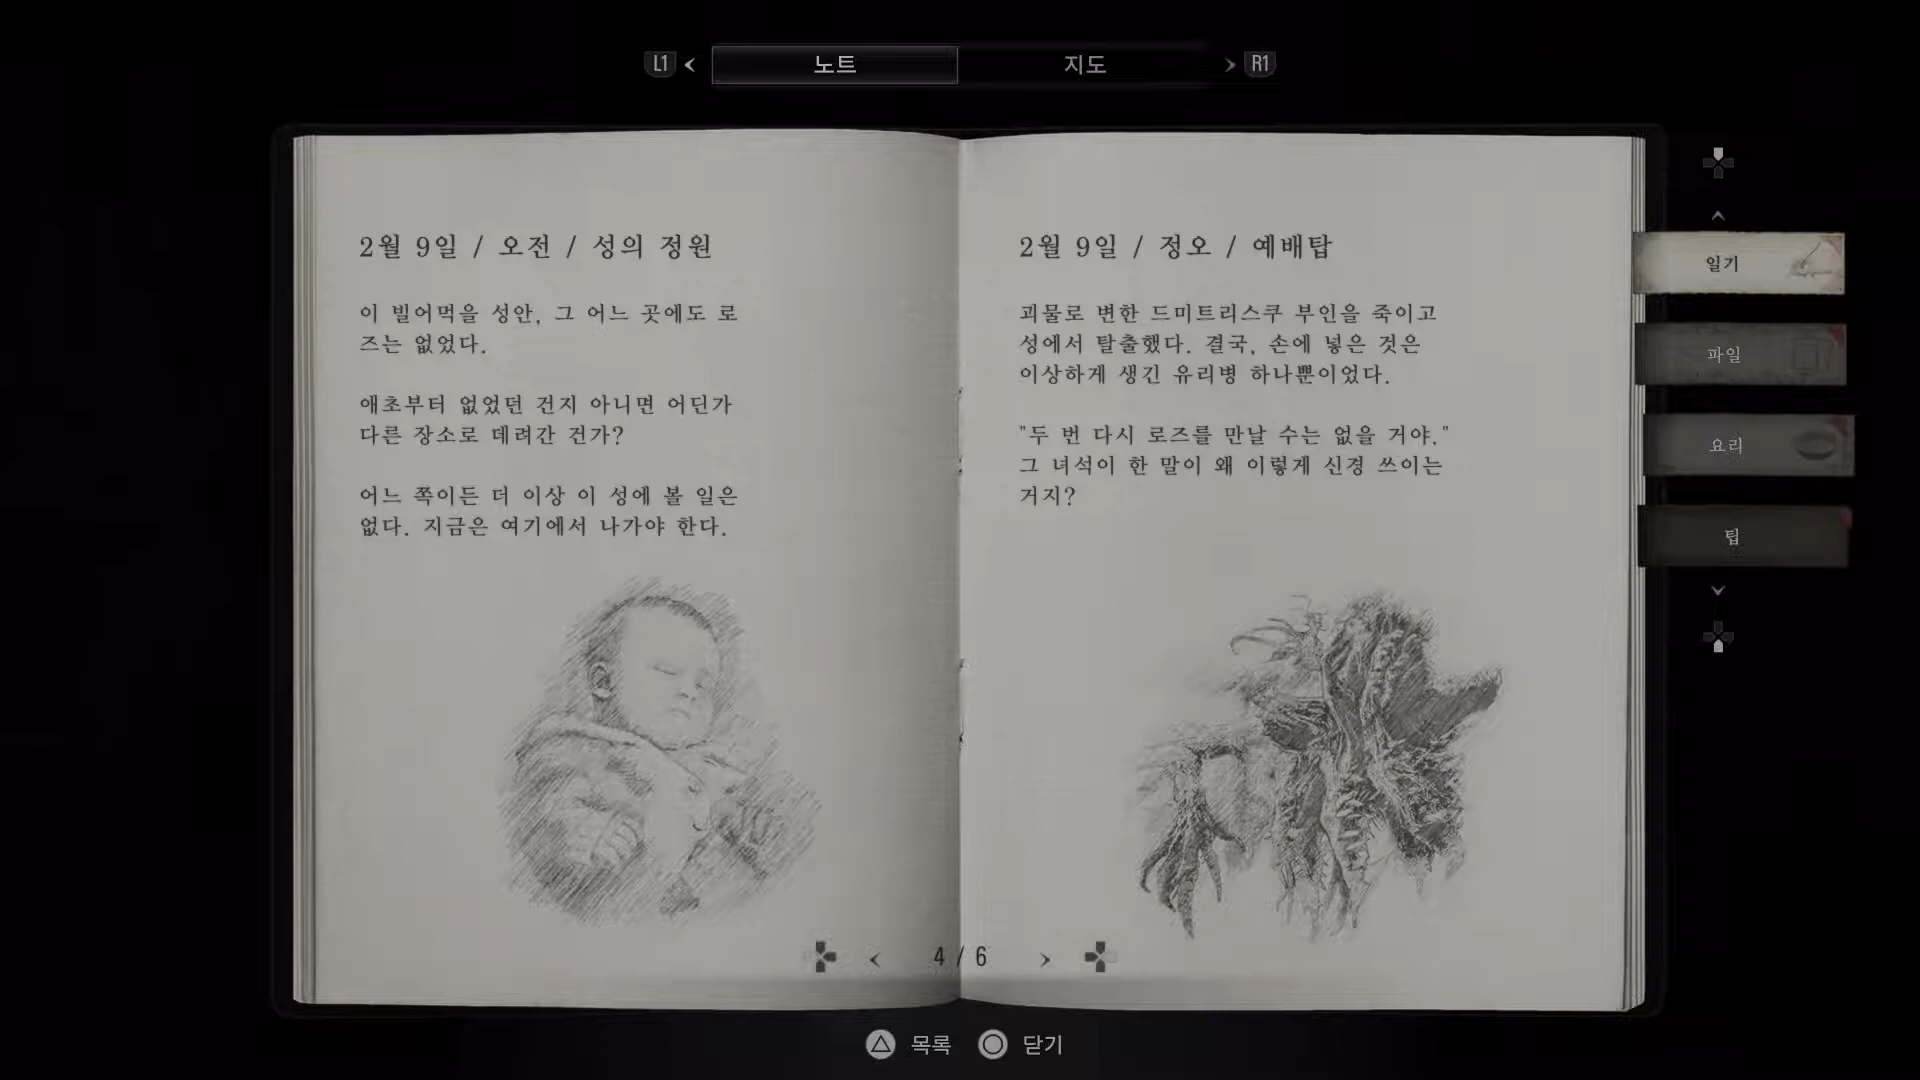 L1 노트 지도 R1
2월 9일 / 오전 / 성의 정원
이 빌어먹을 성안, 그 어느 곳에도 로
즈는 없었다.
애초부터 없었던 건지 아니면 어딘가
다른 장소로 데려간 건가?
어느 쪽이든 더 이상 이 성에 볼 일은
없다. 지금은 여기에서 나가야 한다.
2월 9일 / 정오 / 예배탑
괴물로 변한 드미트리스쿠 부인을 죽이고
성에서 탈출했다. 결국, 손에 넣은 것은
이상하게 생긴 유리병 하나뿐이었다.
"두 번 다시 로즈를 만날 수는 없을 거야."
그 녀석이 한 말이 왜 이렇게 신경 쓰이는
거지?
일기
파일
요리
팁
4 / 6
목록 닫기